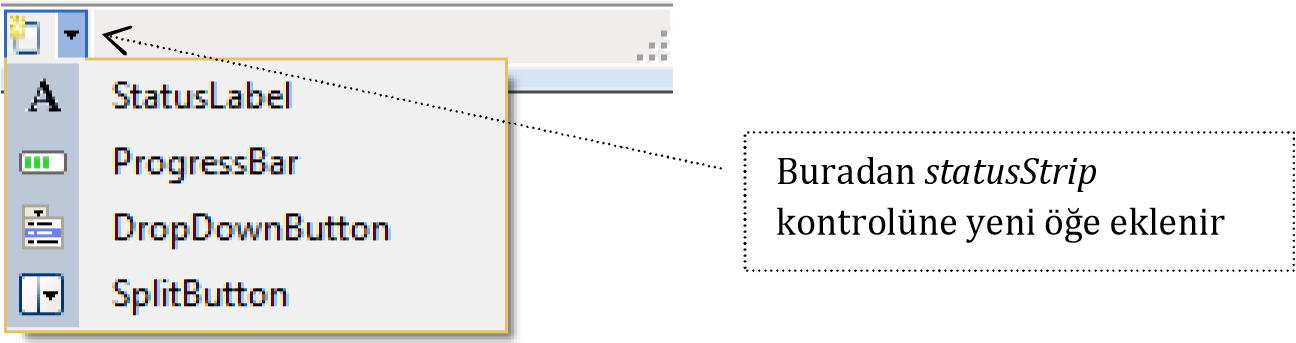 StatusLabel
ProgressBar
DropDownButton
SplitButton
Buradan statusStrip
kontrolüne yeni öğe eklenir